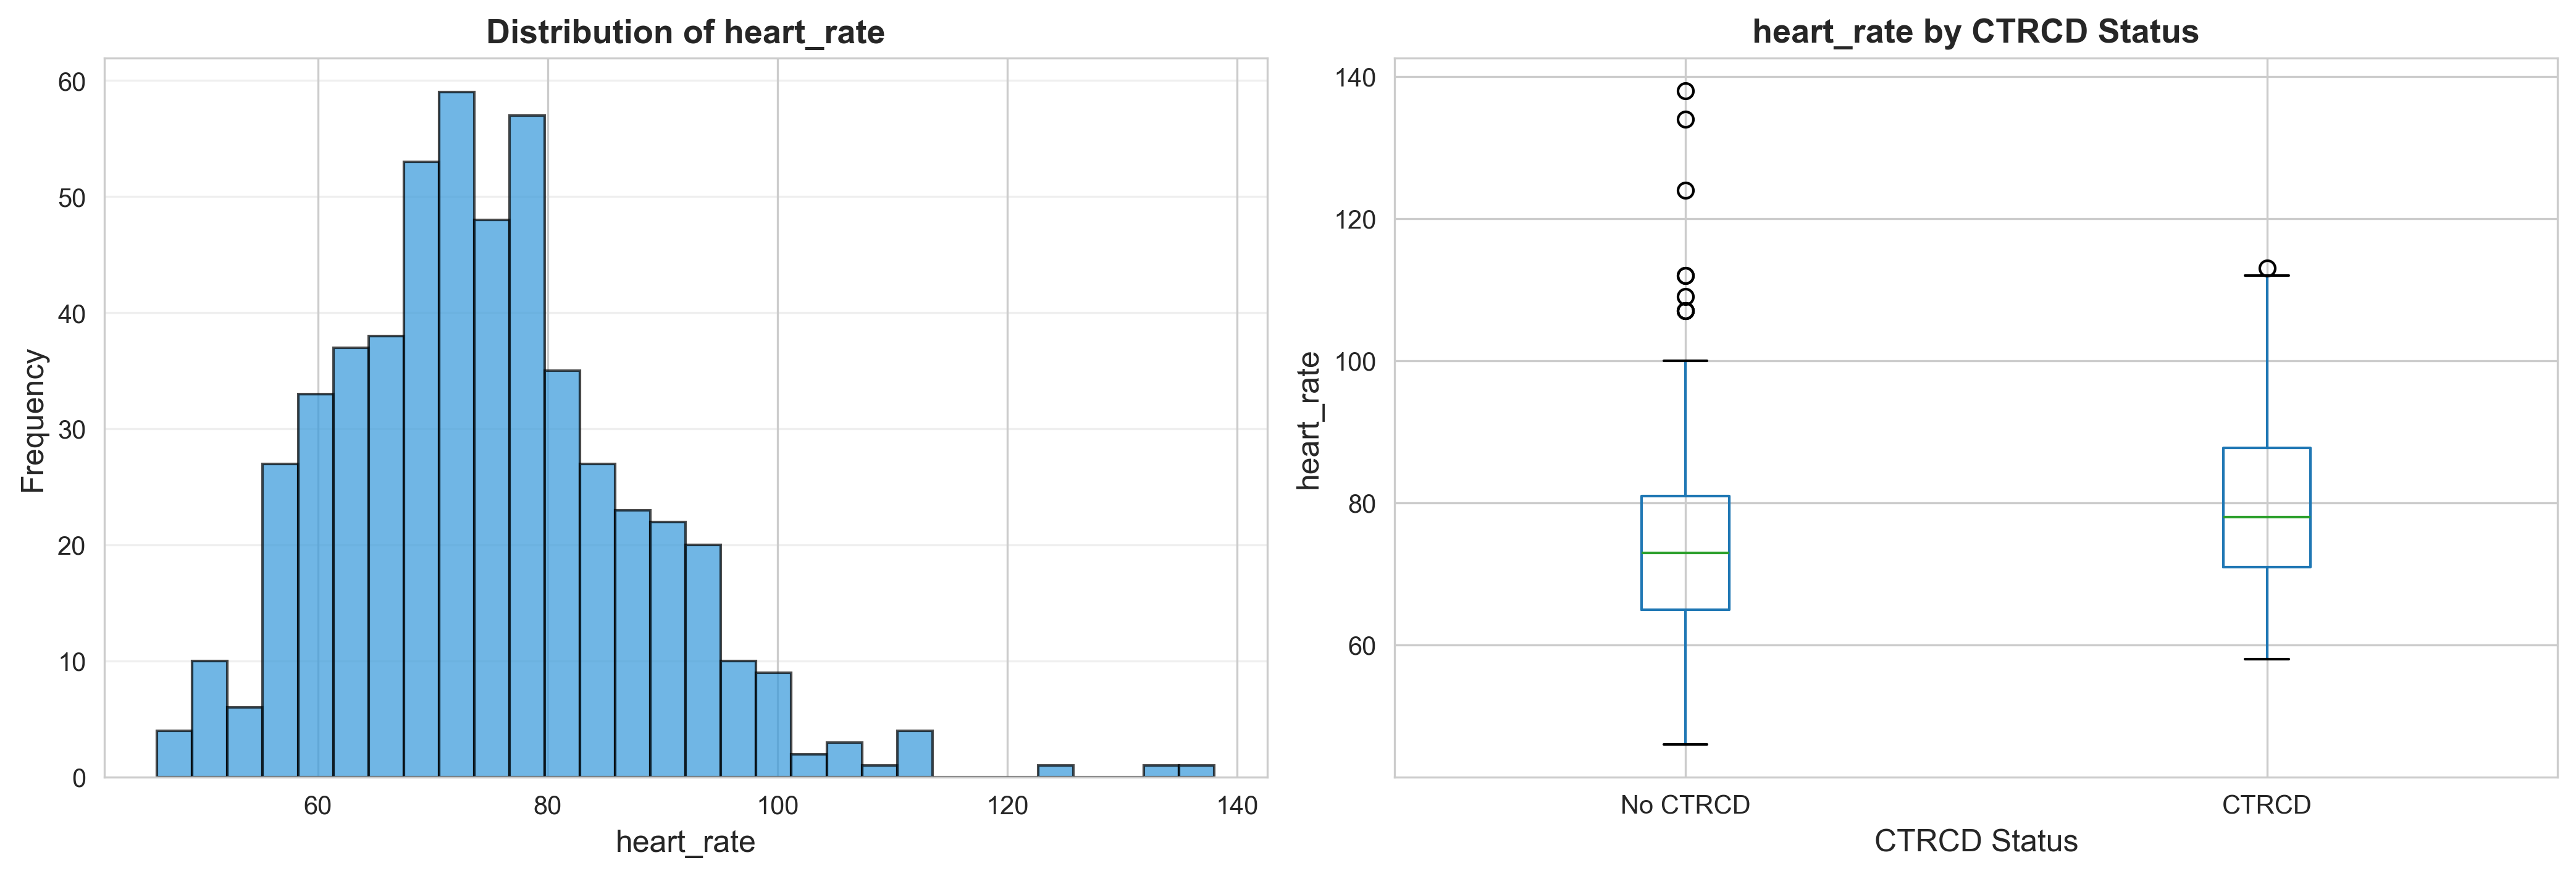 Distribution of heart_rate
60
50
40
30
20
10
0
Frequency
60 80 100 120 140
heart_rate
heart_rate by CTRCD Status
140
120
100
80
60
heart_rate
No CTRCD CTRCD
CTRCD Status